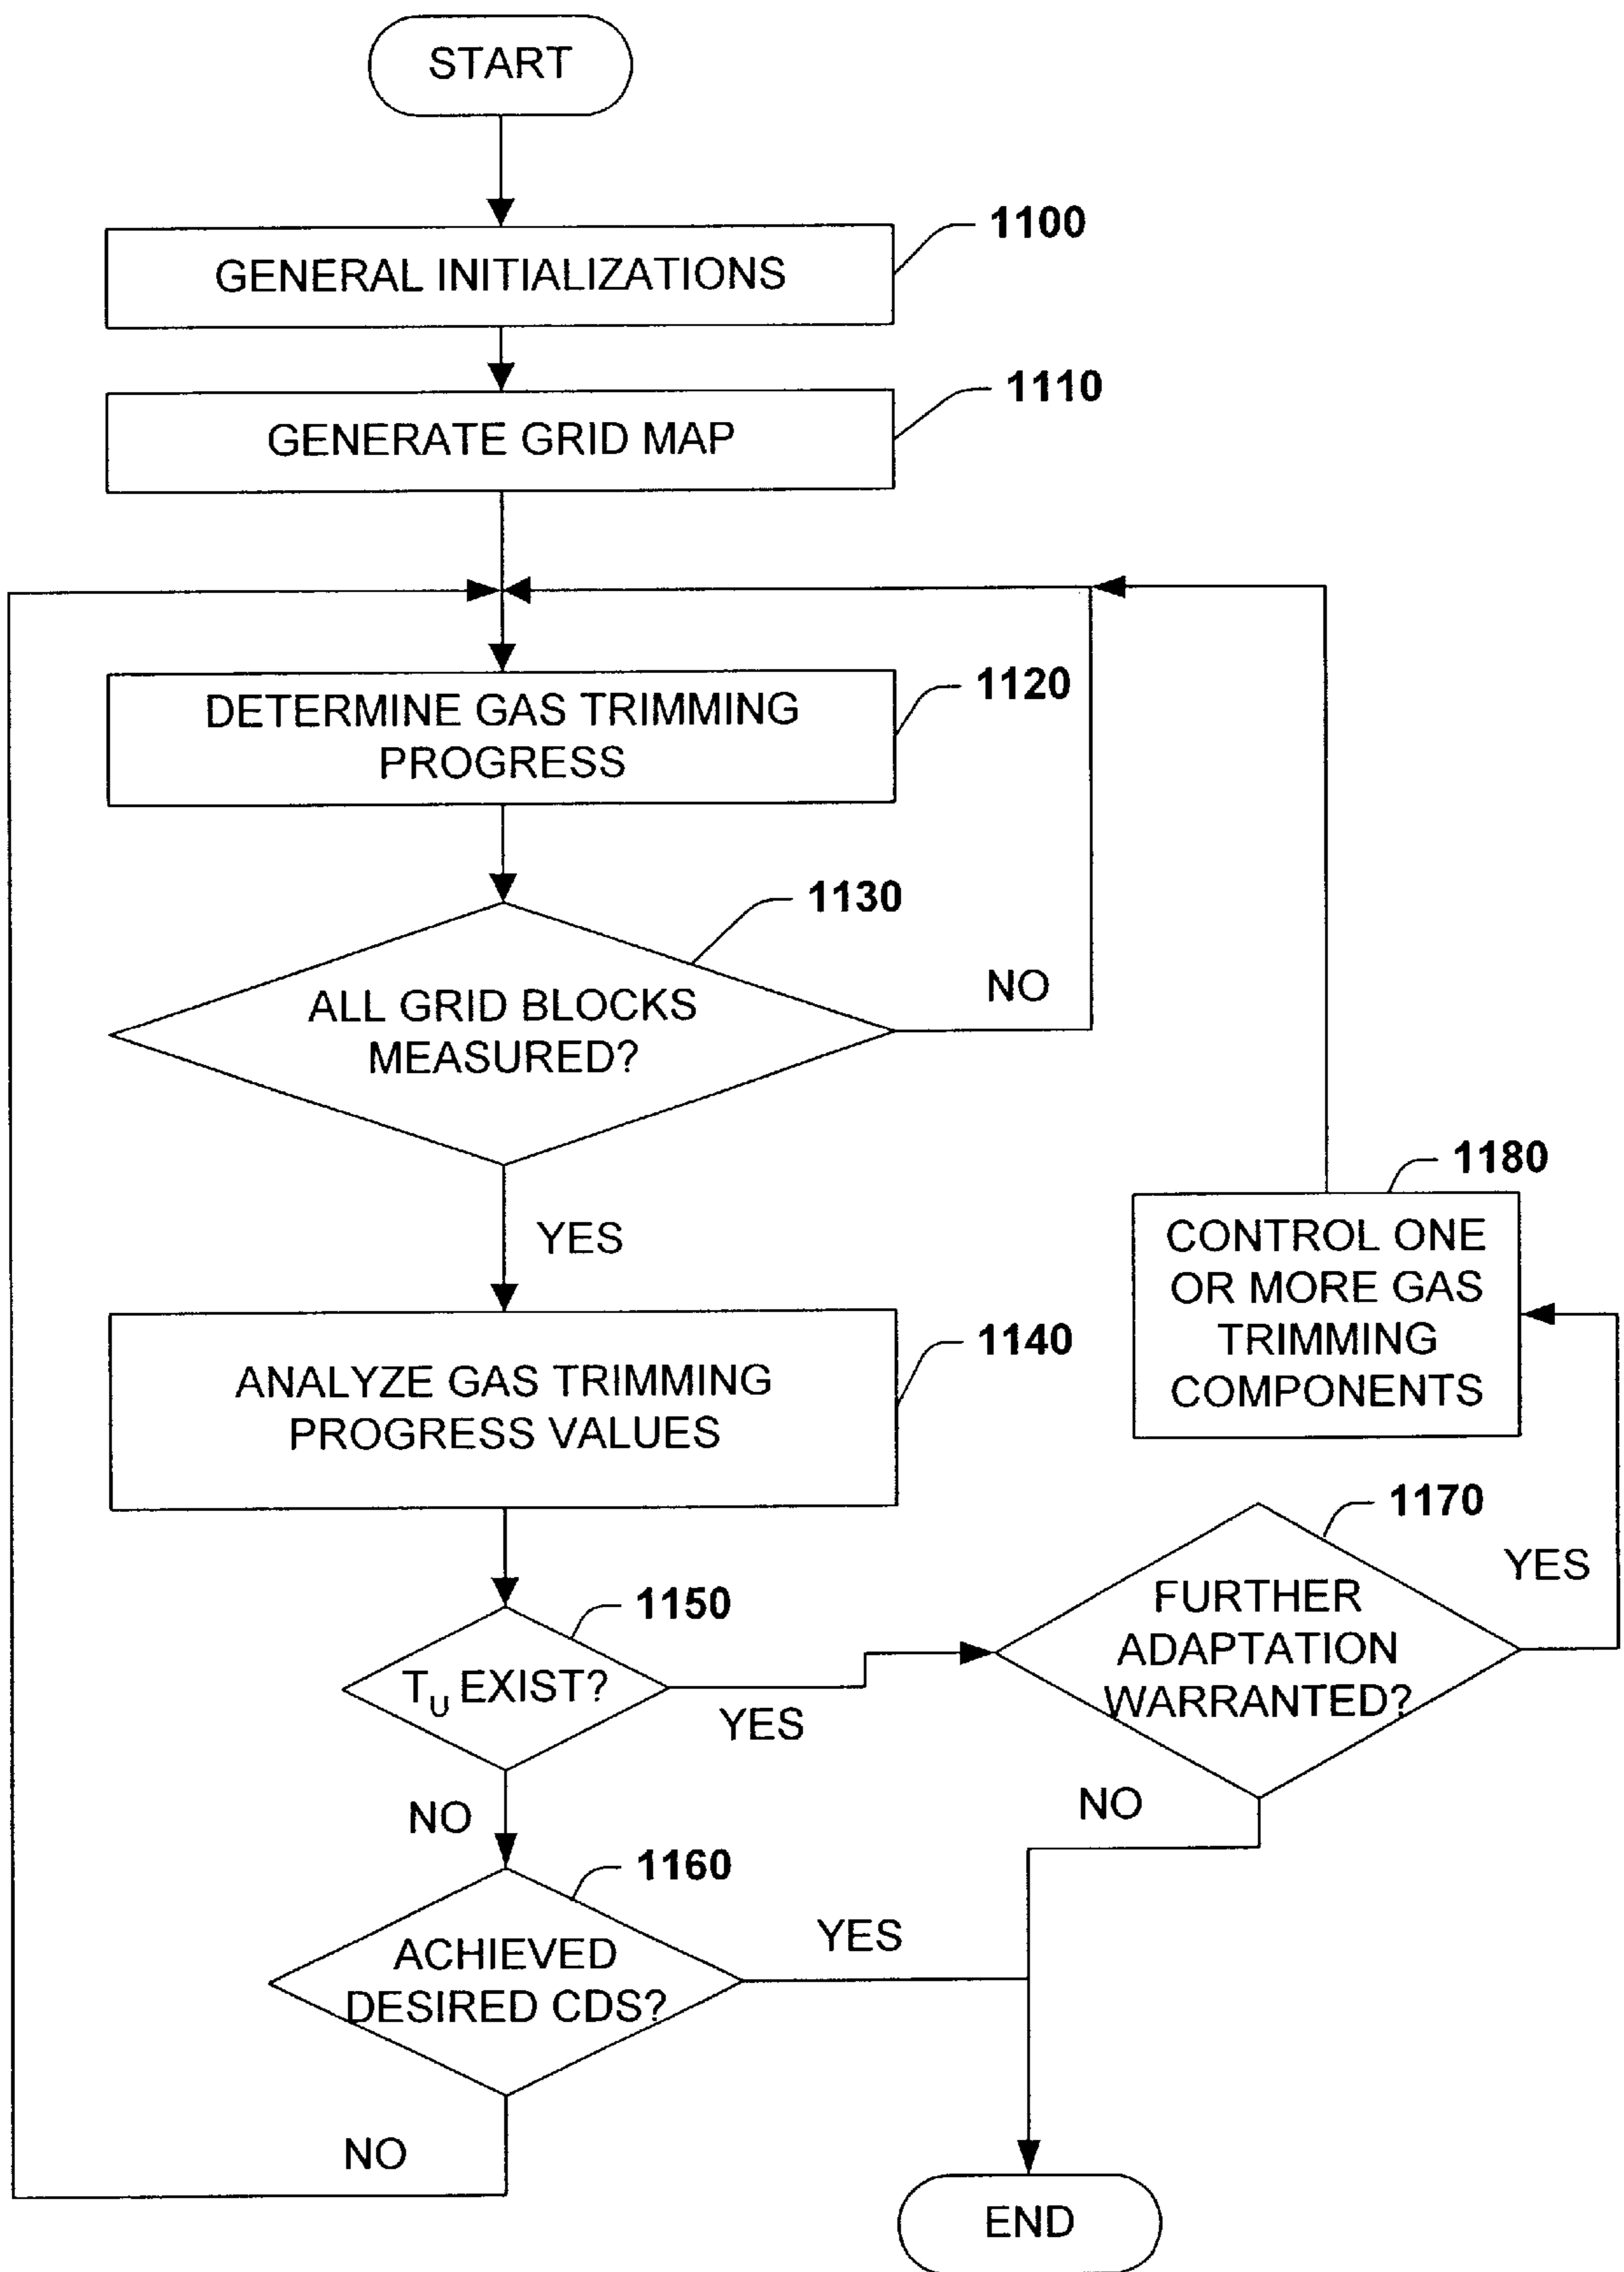 START
1100
GENERAL INITIALIZATIONS
1110
GENERATE GRID MAP
1120
DETERMINE GAS TRIMMING
PROGRESS
1130
ALL GRID BLOCKS
MEASURED?
NO
YES
1140
ANALYZE GAS TRIMMING
PROGRESS VALUES
1180
CONTROL ONE
OR MORE GAS
TRIMMING
COMPONENTS
1150
TU EXIST?
YES
1170
FURTHER
ADAPTATION
WARRANTED?
YES
NO
NO
1160
ACHIEVED
DESIRED CDS?
YES
NO
END